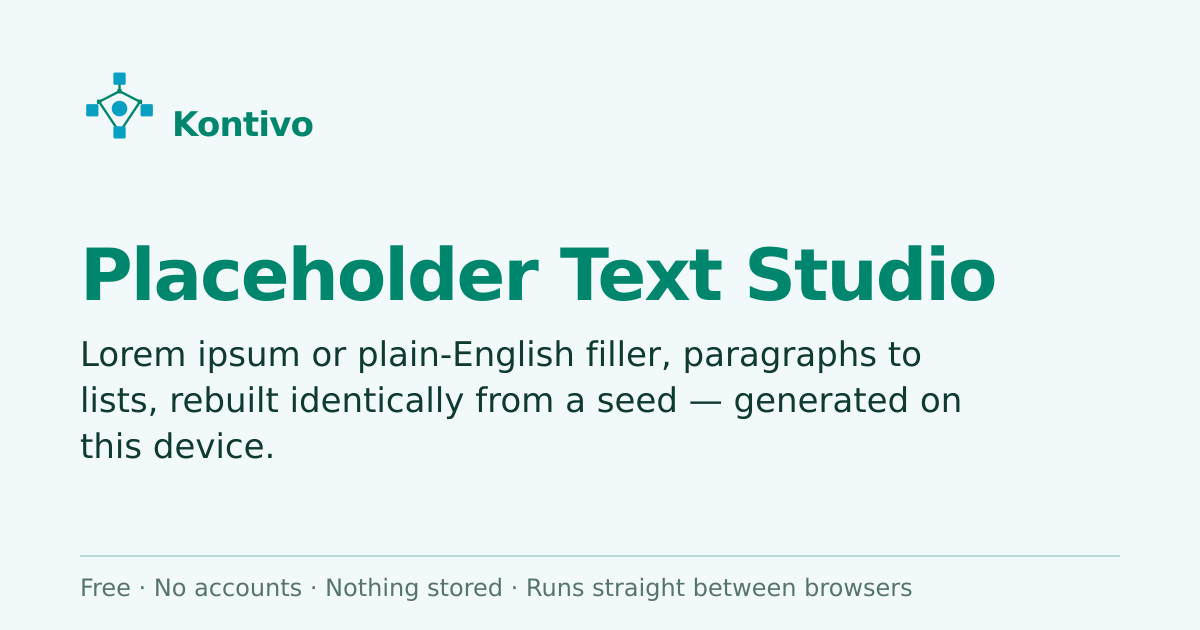 Kontivo
Placeholder Text Studio
Lorem ipsum or plain-English filler, paragraphs to
lists, rebuilt identically from a seed — generated on
this device.
Free · No accounts · Nothing stored · Runs straight between browsers